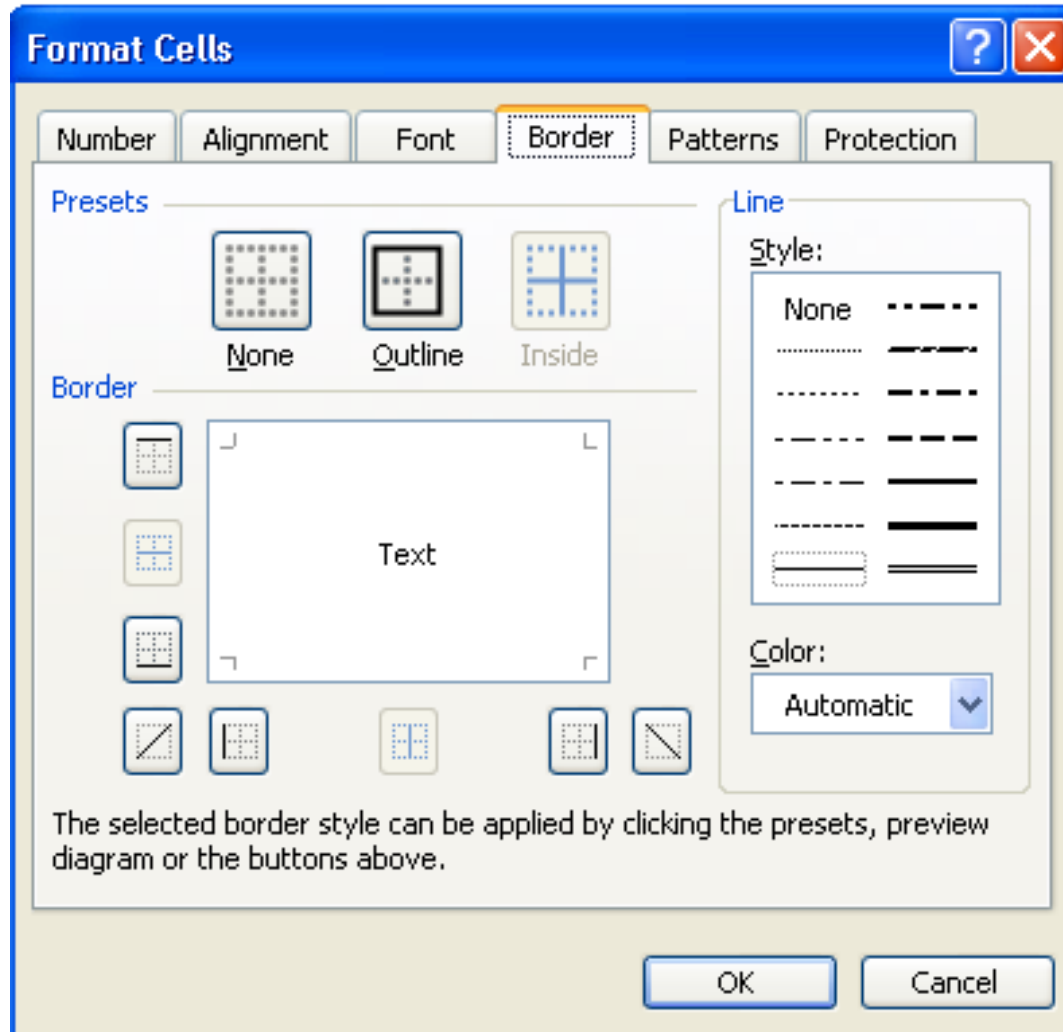 Format Cells
Number Alignment Font Border Patterns Protection
Presets
None Outline Inside
Border
Text
Line
Style:
None
Color:
Automatic
The selected border style can be applied by clicking the presets, preview
diagram or the buttons above.
OK Cancel